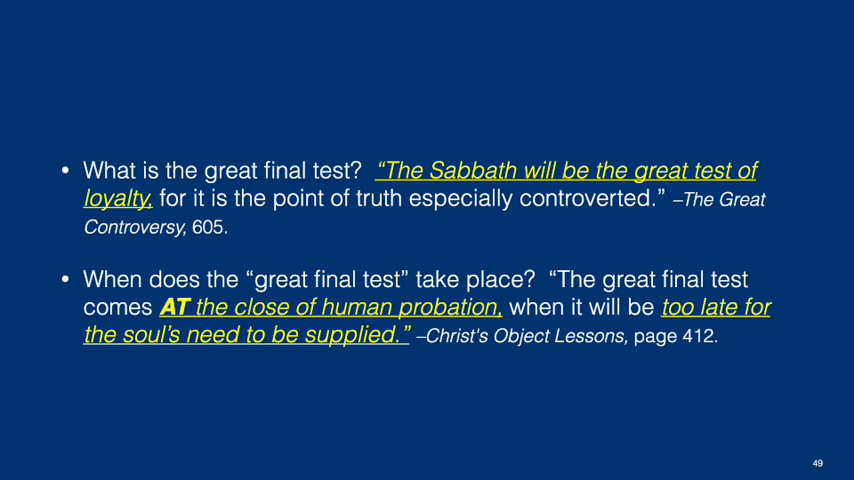 • What is the great final test?  “The Sabbath will be the great test of
loyalty, for it is the point of truth especially controverted.” –The Great
Controversy, 605.
• When does the “great final test” take place?  “The great final test
comes AT the close of human probation, when it will be too late for
the soul’s need to be supplied.” –Christ's Object Lessons, page 412.
49